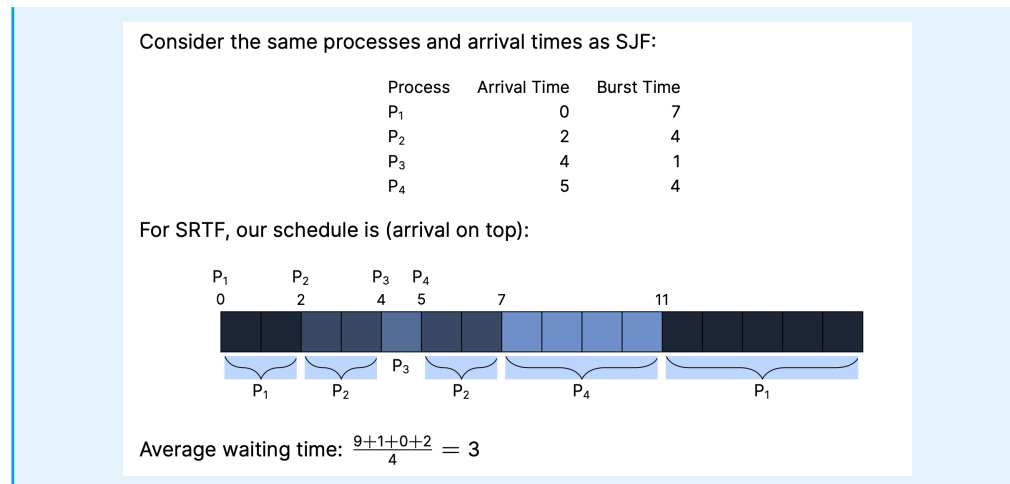 Consider the same processes and arrival times as SJF:
Process Arrival Time Burst Time
P₁ 0 7
P₂ 2 4
P₃ 4 1
P₄ 5 4
For SRTF, our schedule is (arrival on top):
P₁ P₂ P₃ P₄
0 2 4 5 7 11
P₃
P₁ P₂ P₂ P₄ P₁
Average waiting time: 9+1+0+2/4 = 3